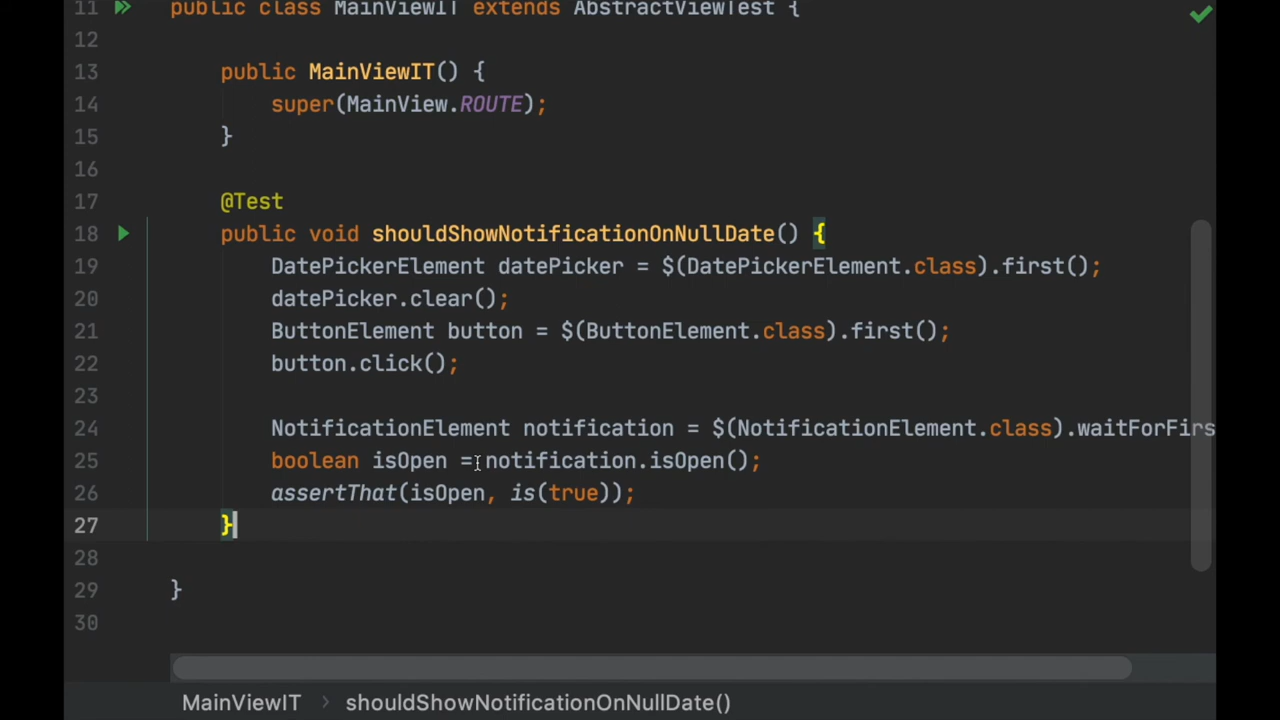 11 public class MainViewIT extends AbstractViewTest {
12
13 public MainViewIT() {
14 super(MainView.ROUTE);
15 }
16
17 @Test
18 public void shouldShowNotificationOnNullDate() {
19 DatePickerElement datePicker = $(DatePickerElement.class).first();
20 datePicker.clear();
21 ButtonElement button = $(ButtonElement.class).first();
22 button.click();
23
24 NotificationElement notification = $(NotificationElement.class).waitForFirs
25 boolean isOpen = notification.isOpen();
26 assertThat(isOpen, is(true));
27 }
28
29 }
30
MainViewIT › shouldShowNotificationOnNullDate()